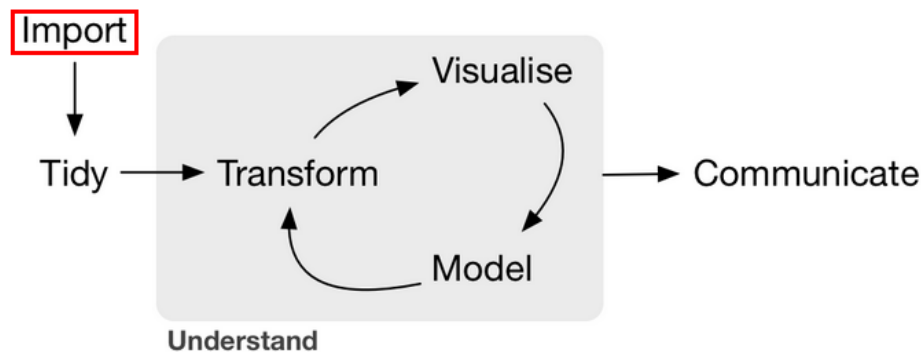 Import
Visualise
Tidy
Transform
Communicate
Model
Understand